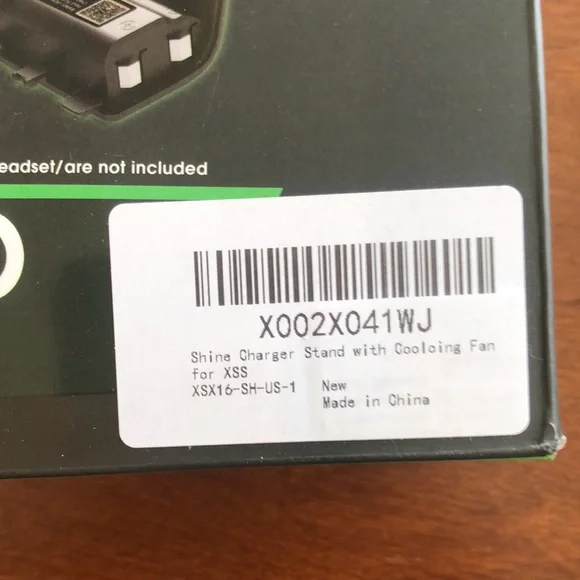 eadset/are not included
X002X041WJ
Shine Charger Stand with Cooloing Fan
for XSS
XSX16-SH-US-1 New
Made in China